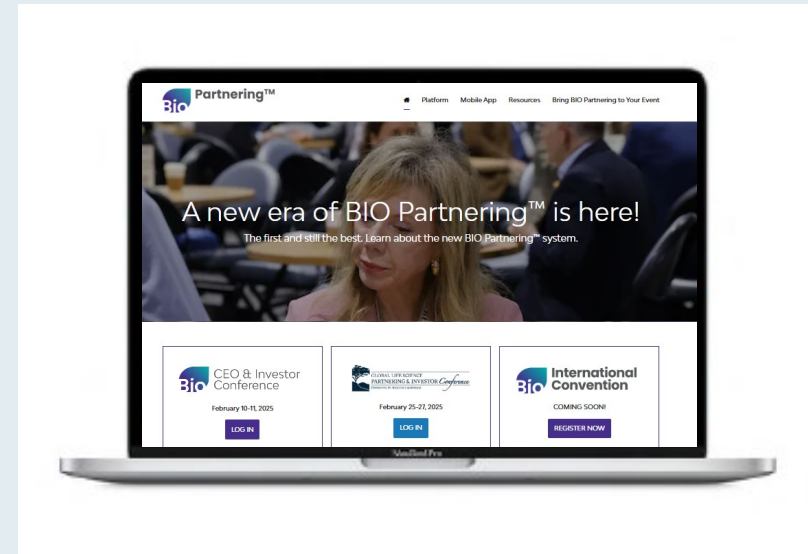 Bio Partnering™
Platform Mobile App Resources Bring BIO Partnering to Your Event
A new era of BIO Partnering™ is here!
The first and still the best. Learn about the new BIO Partnering™ system.
Bio CEO & Investor
Conference
February 10-11, 2025
LOG IN
GLOBAL LIFE SCIENCE
PARTNERING & INVESTOR Conference
February 25-27, 2025
LOG IN
Bio International
Convention
COMING SOON!
REGISTER NOW